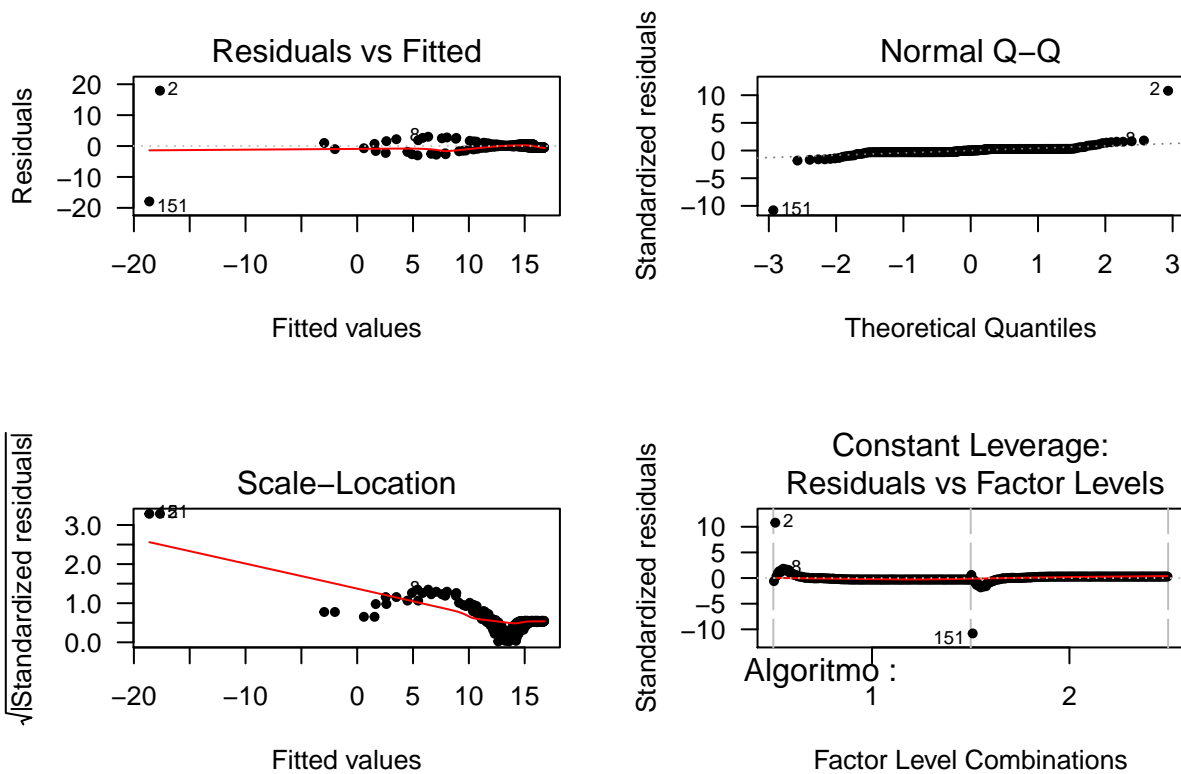 Residuals vs Fitted
Residuals
20
10
0
−10
−20
2
8
151
−20 −10 0 5 10 15
Fitted values
Normal Q−Q
Standardized residuals
10
5
0
−5
−10
2
8
151
−3 −2 −1 0 1 2 3
Theoretical Quantiles
Scale−Location
√|Standardized residuals|
3.0
2.0
1.0
0.0
8
−20 −10 0 5 10 15
Fitted values
Constant Leverage:
Residuals vs Factor Levels
Standardized residuals
10
5
0
−5
−10
2
8
151
Algoritmo :
1 2
Factor Level Combinations